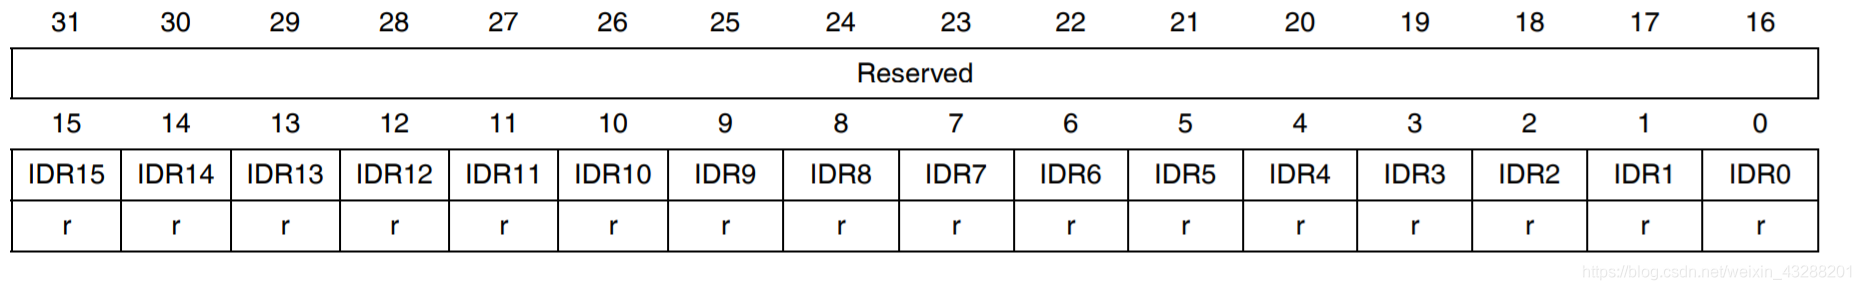 31 30 29 28 27 26 25 24 23 22 21 20 19 18 17 16
Reserved
15 14 13 12 11 10 9 8 7 6 5 4 3 2 1 0
IDR15 IDR14 IDR13 IDR12 IDR11 IDR10 IDR9 IDR8 IDR7 IDR6 IDR5 IDR4 IDR3 IDR2 IDR1 IDR0
r r r r r r r r r r r r r r r r
https://blog.csdn.net/weixin_43288201